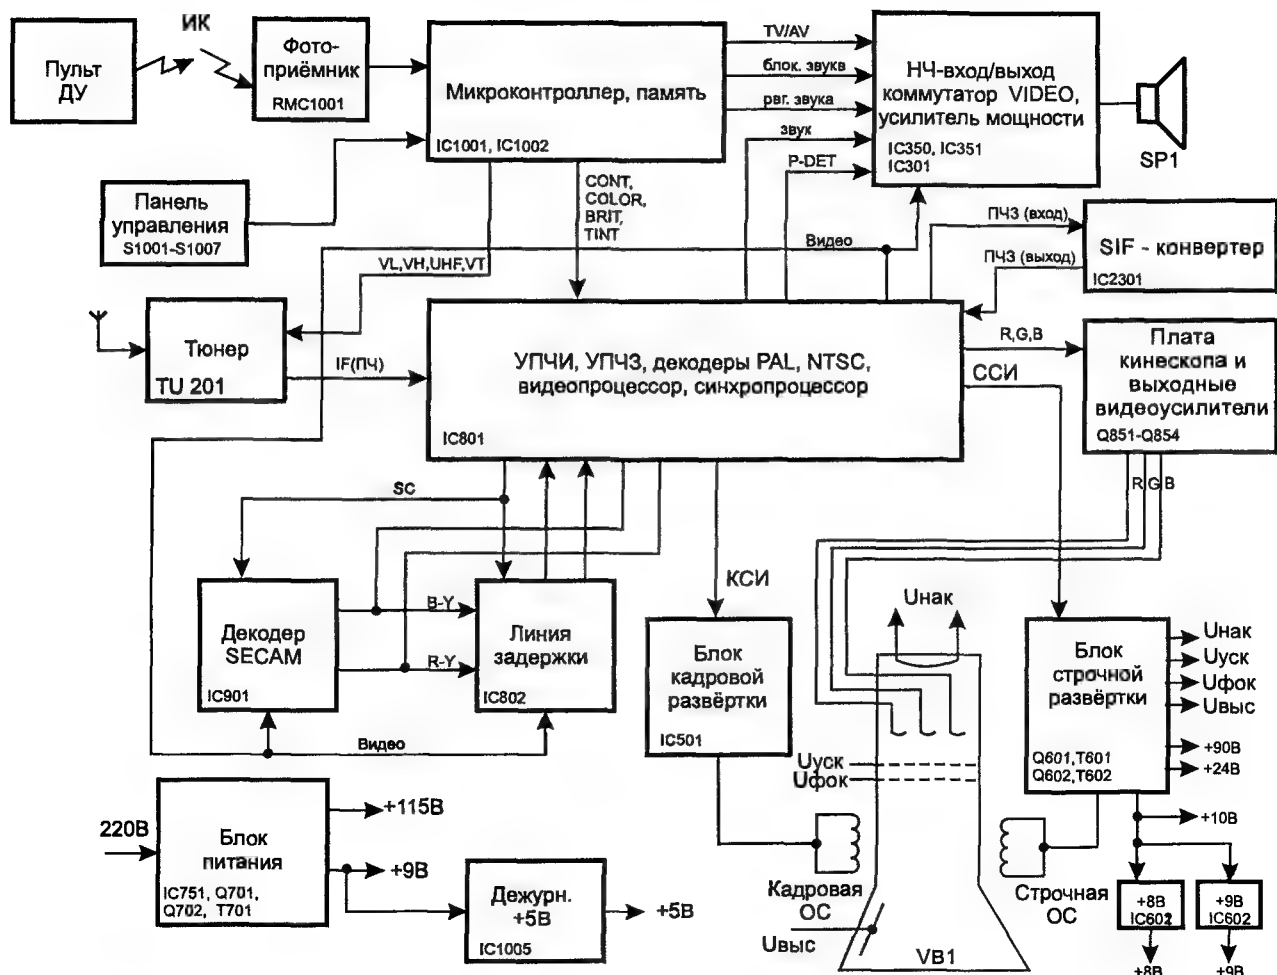 ИК
Пульт
ДУ
Фото-
приёмник
RMC1001
Микроконтроллер, память
IC1001, IC1002
TV/AV
блок. звукв
рвг. звука
звук
P-DET
НЧ-вход/выход
коммутатор VIDEO,
усилитель мощности
IC350, IC351
IC301
SP1
Панель
управления
S1001-S1007
CONT,
COLOR,
BRIT,
TINT
Видео
VL,VH,UHF,VT
ПЧЗ (вход)
ПЧЗ (выход)
SIF - конвертер
IC2301
Тюнер
TU 201
IF(ПЧ)
УПЧИ, УПЧЗ, декодеры PAL, NTSC,
видеопроцессор, синхропроцессор
IC801
R,G,B
ССИ
Плата
кинескопа и
выходные
видеоусилители
Q851-Q854
R G B
SC
КСИ
Декодер
SECAM
IC901
B-Y
R-Y
Линия
задержки
IC802
Видео
Блок
кадровой
развёртки
IC501
Uнак
Uуск
Uфок
Блок
строчной
развёртки
Q601,T601
Q602,T602
Uнак
Uуск
Uфок
Uвыс
+90В
+24В
+10В
220В
Блок
питания
IC751, Q701,
Q702, T701
+115В
+9В
Дежурн.
+5В
IC1005
+5В
Кадровая
ОС
Uвыс
VB1
Строчная
ОС
+8В
+9В
IC602
+8В
+9В